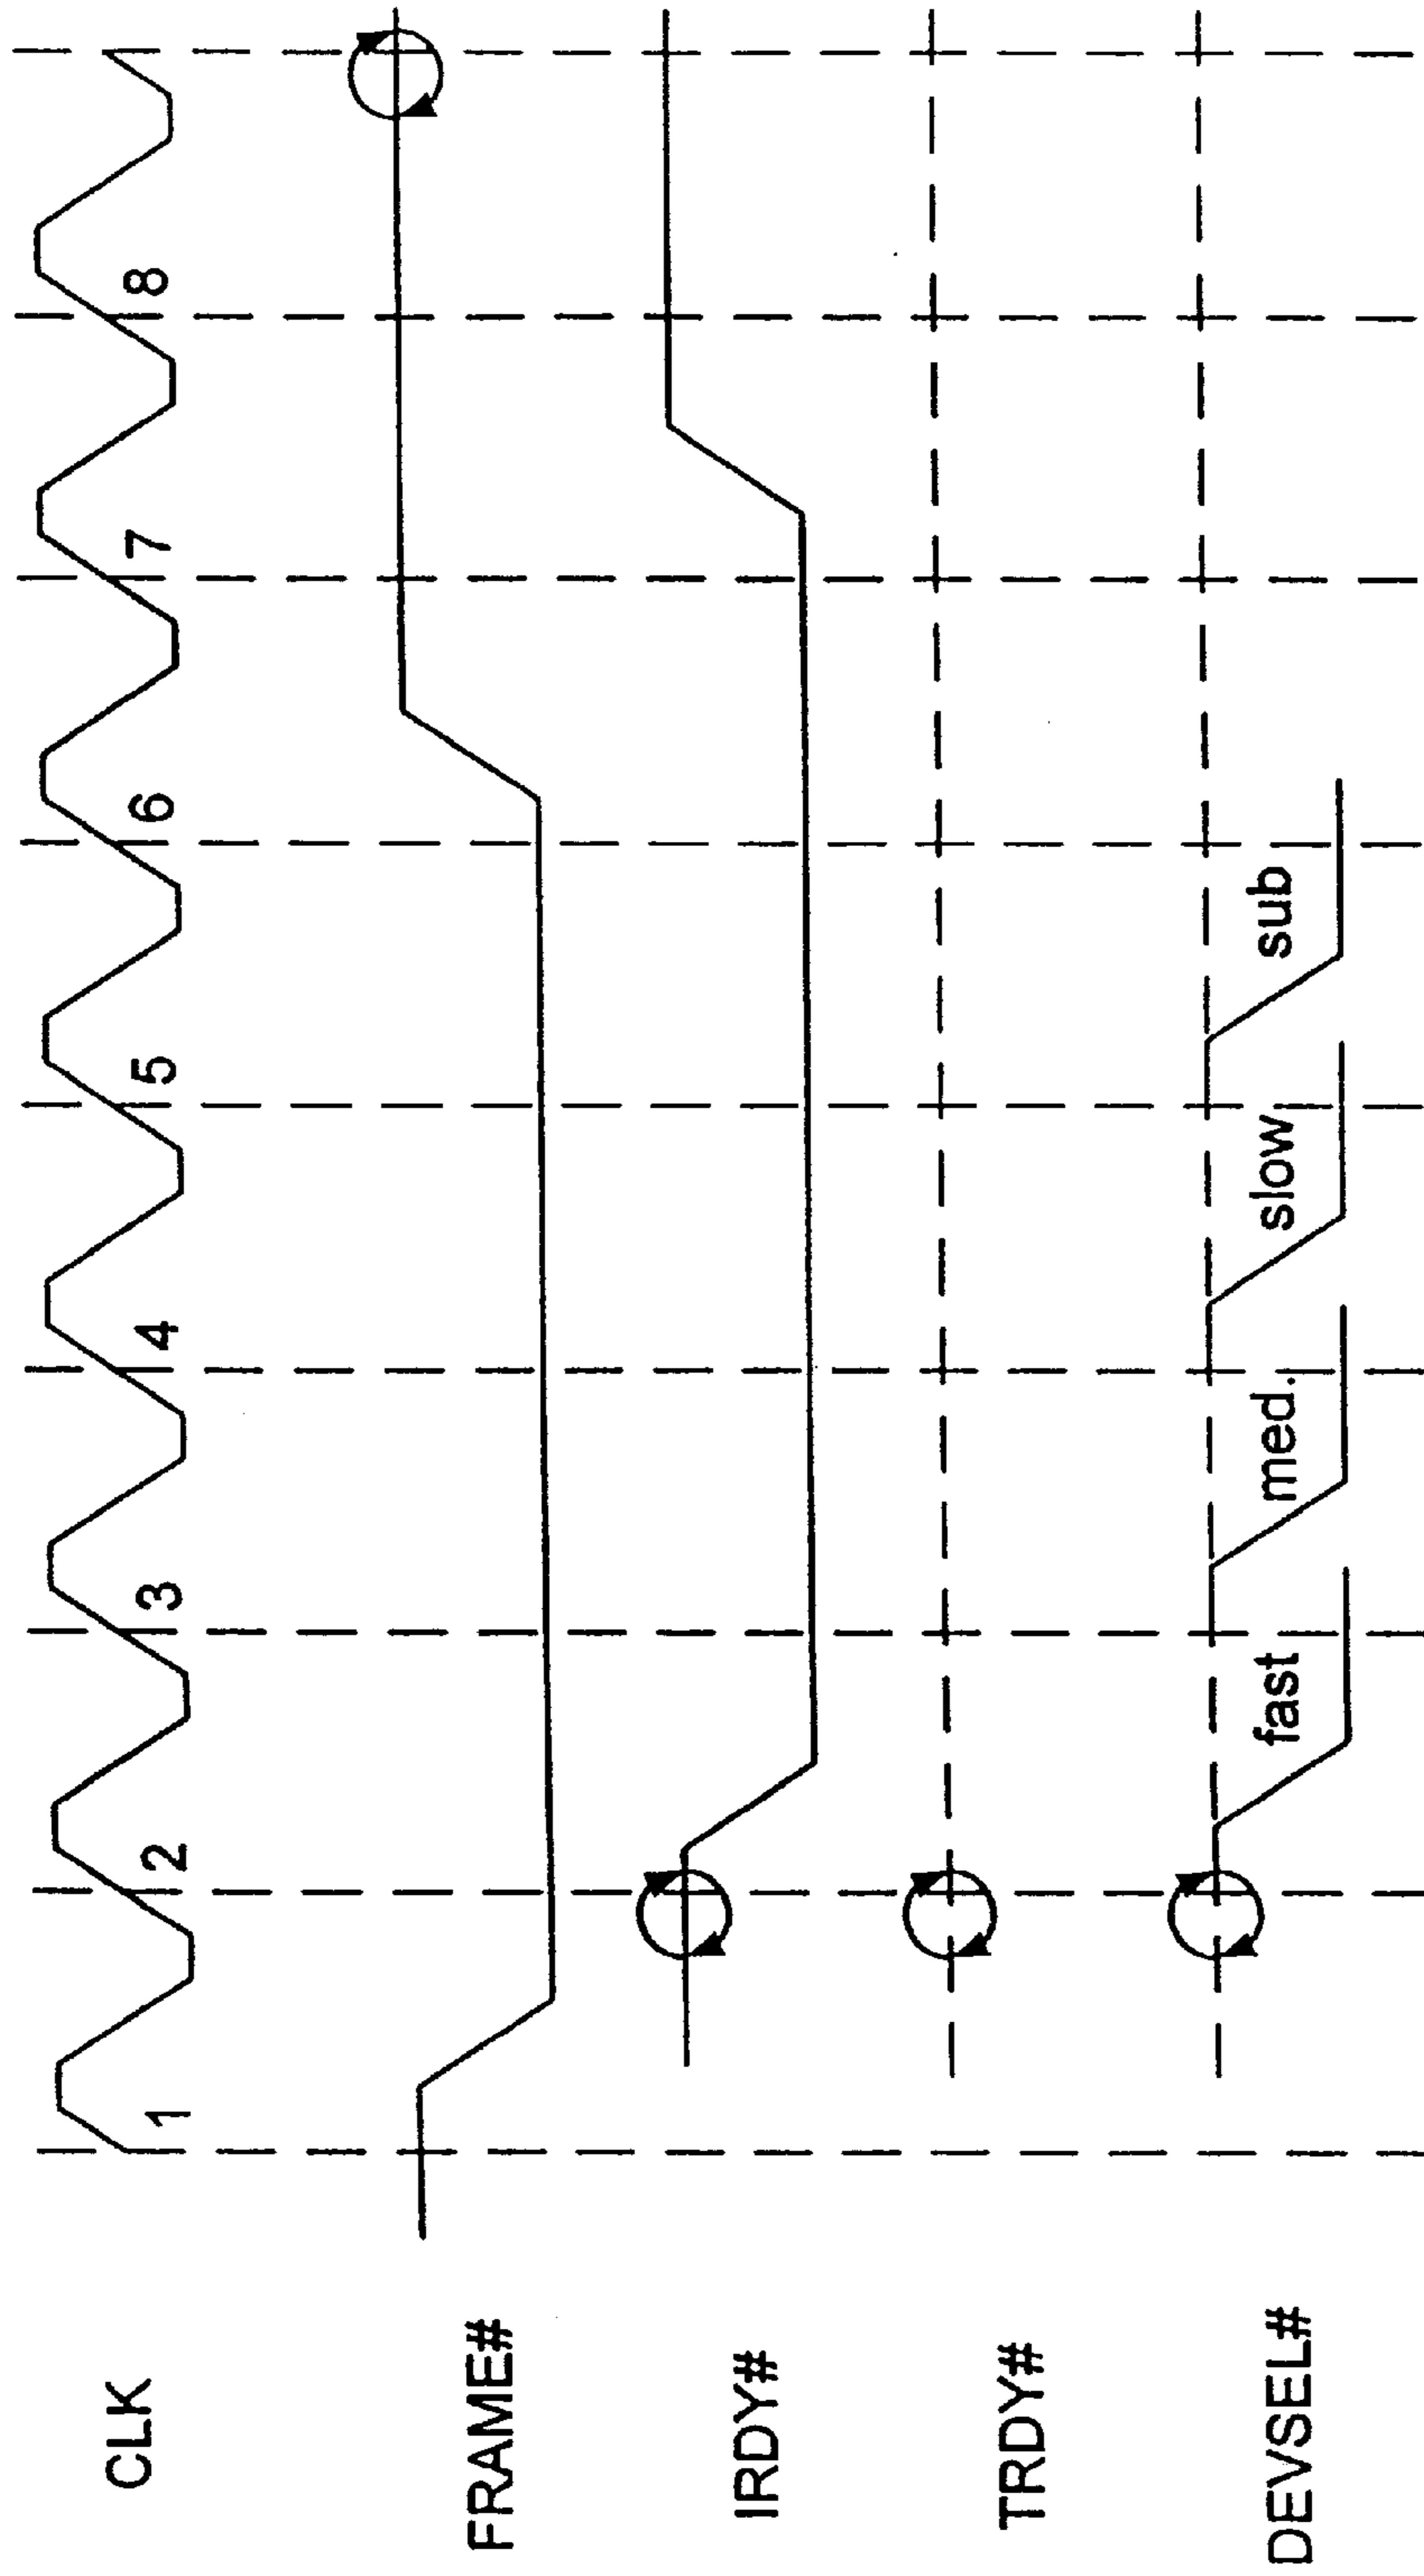 CLK
1 2 3 4 5 6 7 8
FRAME#
IRDY#
TRDY#
DEVSEL#
fast med. slow sub